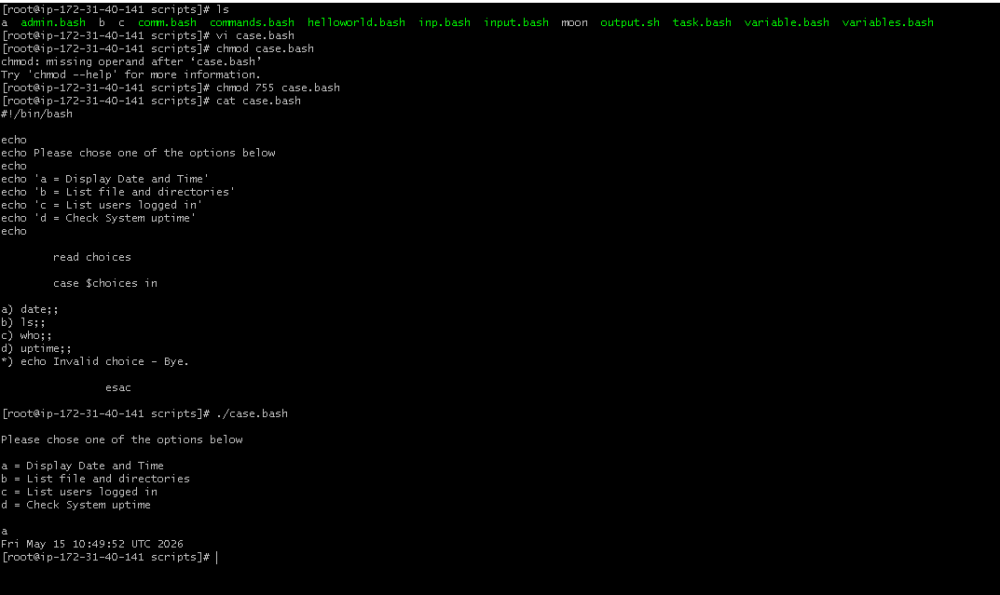 [root@ip-172-31-40-141 scripts]# ls
a  admin.bash  b  c  comm.bash  commands.bash  helloworld.bash  inp.bash  input.bash  moon  output.sh  task.bash  variable.bash  variables.bash
[root@ip-172-31-40-141 scripts]# vi case.bash
[root@ip-172-31-40-141 scripts]# chmod case.bash
chmod: missing operand after ‘case.bash’
Try 'chmod --help' for more information.
[root@ip-172-31-40-141 scripts]# chmod 755 case.bash
[root@ip-172-31-40-141 scripts]# cat case.bash
#!/bin/bash
echo
echo Please chose one of the options below
echo
echo 'a = Display Date and Time'
echo 'b = List file and directories'
echo 'c = List users logged in'
echo 'd = Check System uptime'
echo
        read choices
        case $choices in
a) date;;
b) ls;;
c) who;;
d) uptime;;
*) echo Invalid choice - Bye.
                esac
[root@ip-172-31-40-141 scripts]# ./case.bash
Please chose one of the options below
a = Display Date and Time
b = List file and directories
c = List users logged in
d = Check System uptime
a
Fri May 15 10:49:52 UTC 2026
[root@ip-172-31-40-141 scripts]#